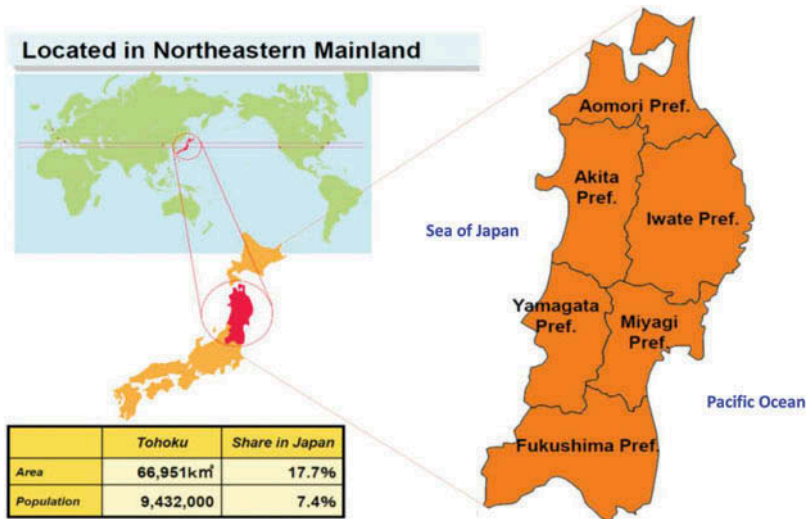 Located in Northeastern Mainland
Aomori Pref.
Akita
Pref.
Iwate Pref.
Sea of Japan
Yamagata
Pref.
Miyagi
Pref.
Pacific Ocean
Fukushima Pref.
Tohoku Share in Japan
Area 66,951k㎡ 17.7%
Population 9,432,000 7.4%